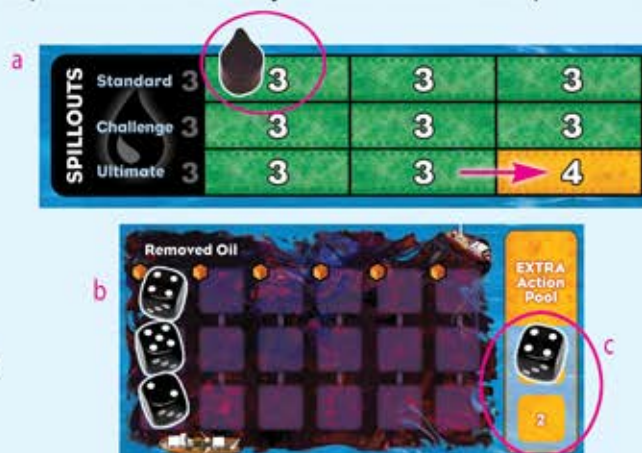 a
SPILLOUTS
Standard 3 3 3 3
Challenge 3 3 3 3
Ultimate 3 3 3 4
b
Removed Oil
EXTRA
Action
Pool
c
2